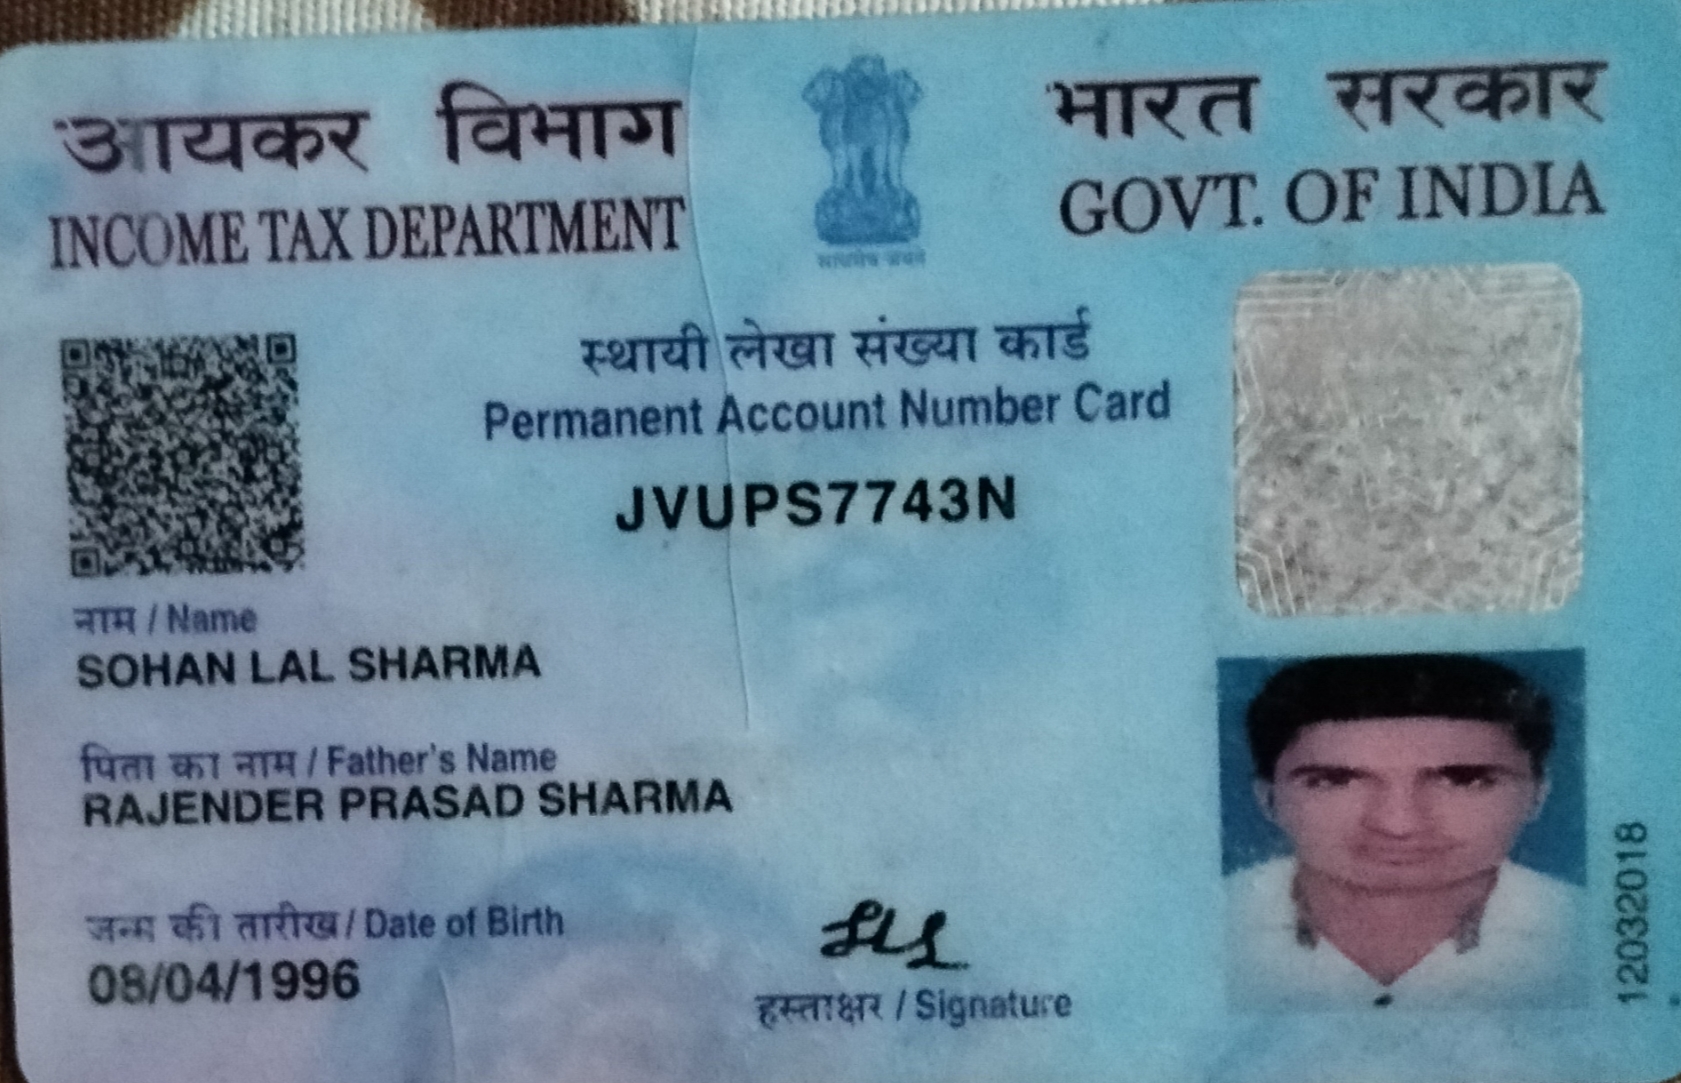 आयकर विभाग
INCOME TAX DEPARTMENT
भारत सरकार
GOVT. OF INDIA
सत्यमेव जयते
स्थायी लेखा संख्या कार्ड
Permanent Account Number Card
JVUPS7743N
नाम / Name
SOHAN LAL SHARMA
पिता का नाम / Father's Name
RAJENDER PRASAD SHARMA
जन्म की तारीख / Date of Birth
08/04/1996
हस्ताक्षर / Signature
12032018